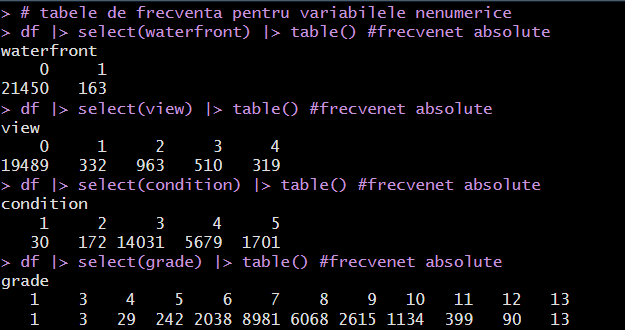 > # tabele de frecventa pentru variabilele nenumerice
> df |> select(waterfront) |> table() #frecvenet absolute
waterfront
    0     1
21450   163
> df |> select(view) |> table() #frecvenet absolute
view
    0     1     2     3     4
19489   332   963   510   319
> df |> select(condition) |> table() #frecvenet absolute
condition
    1     2     3     4     5
   30   172 14031  5679  1701
> df |> select(grade) |> table() #frecvenet absolute
grade
   1    3    4    5    6    7    8    9   10   11   12   13
   1    3   29  242 2038 8981 6068 2615 1134  399   90   13